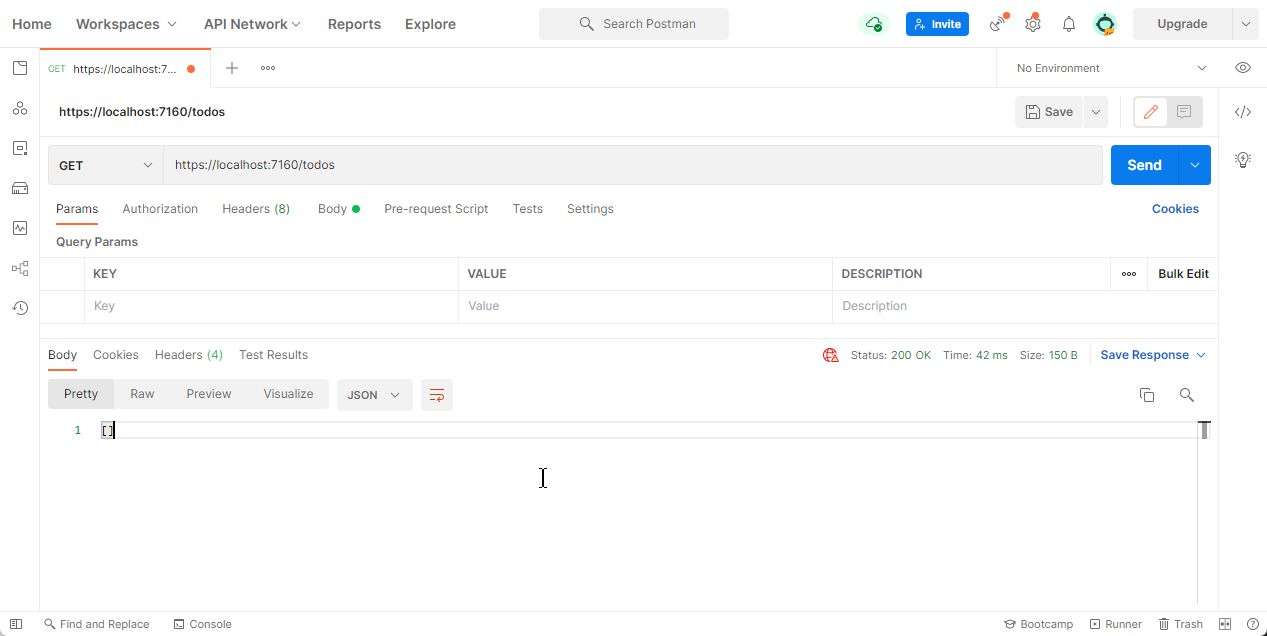 Home Workspaces API Network Reports Explore Search Postman Invite Upgrade
GET https://localhost:7... No Environment
https://localhost:7160/todos Save
GET https://localhost:7160/todos Send
Params Authorization Headers (8) Body Pre-request Script Tests Settings Cookies
Query Params
KEY VALUE DESCRIPTION Bulk Edit
Key Value Description
Body Cookies Headers (4) Test Results Status: 200 OK Time: 42 ms Size: 150 B Save Response
Pretty Raw Preview Visualize JSON
1 []
Find and Replace Console Bootcamp Runner Trash